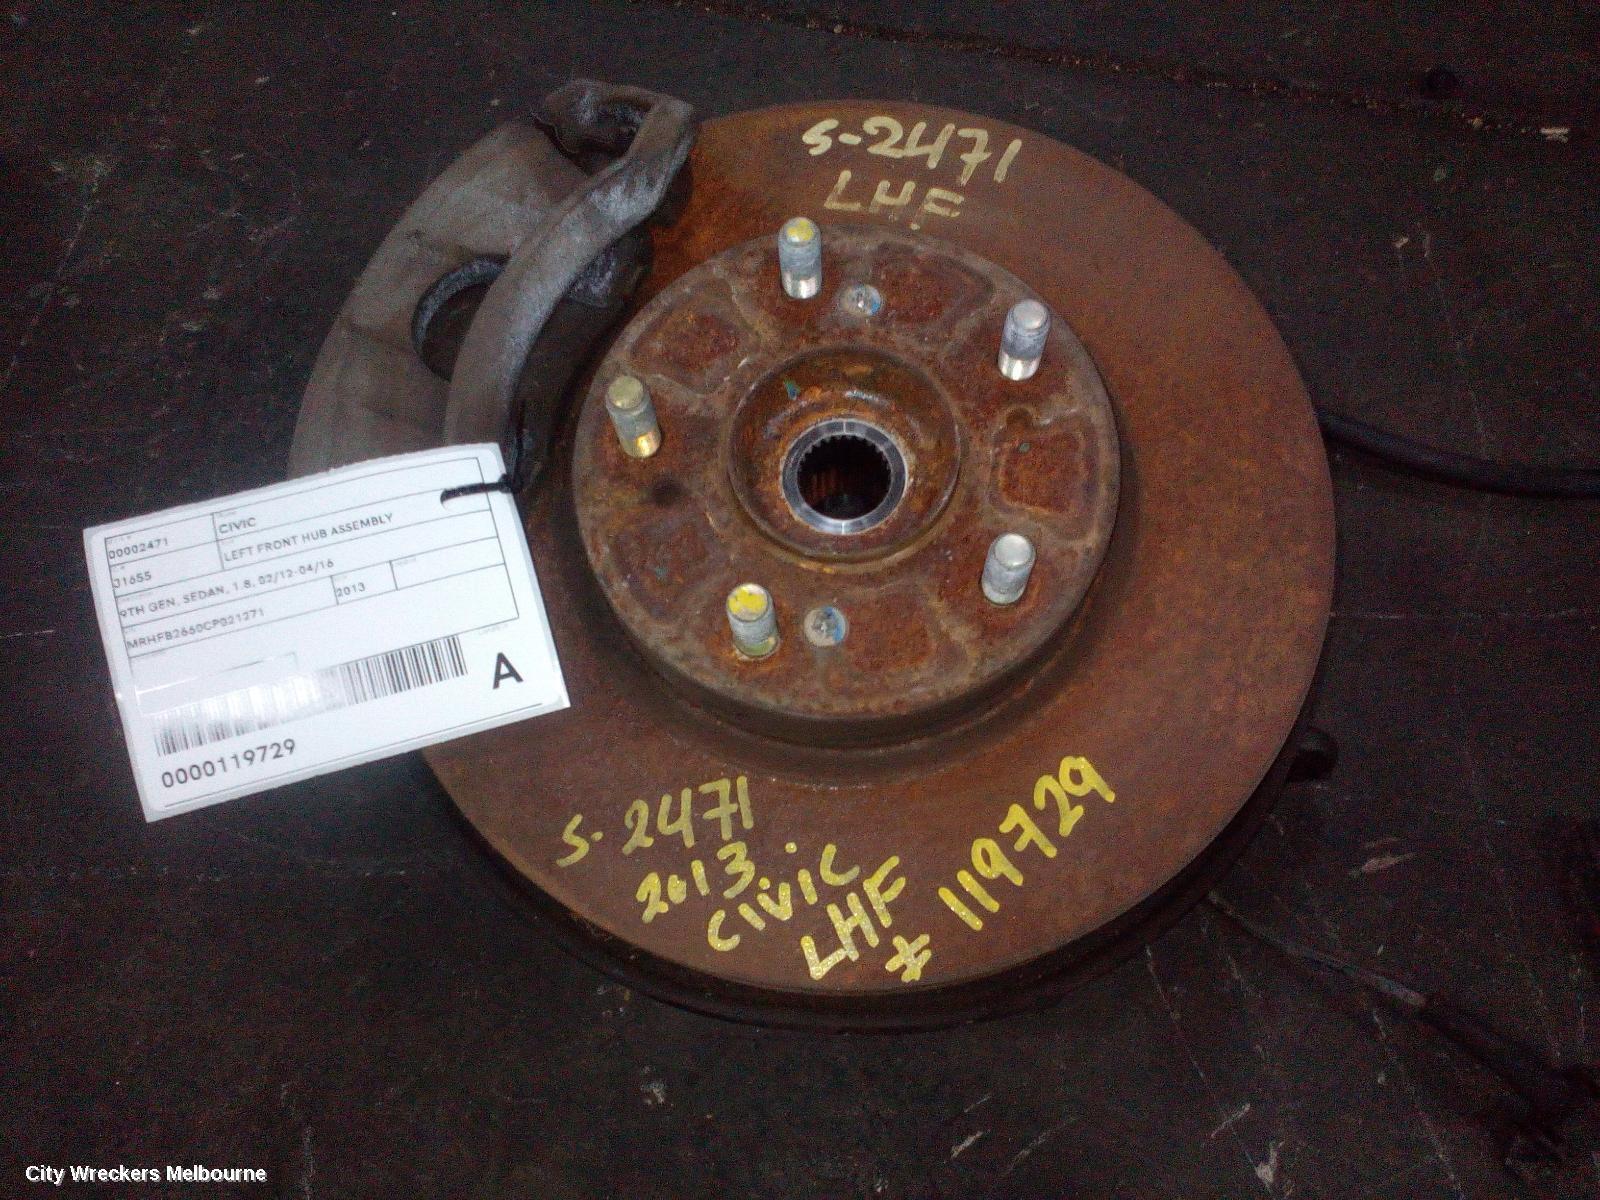 S-2471
LHF
00002471
CIVIC
J1655
LEFT FRONT HUB ASSEMBLY
9TH GEN, SEDAN, 1.8, 02/12-04/16
MRHFB2660CP021271
2013
A
0000119729
S-2471
2013
CIVIC
LHF
* 119729
City Wreckers Melbourne